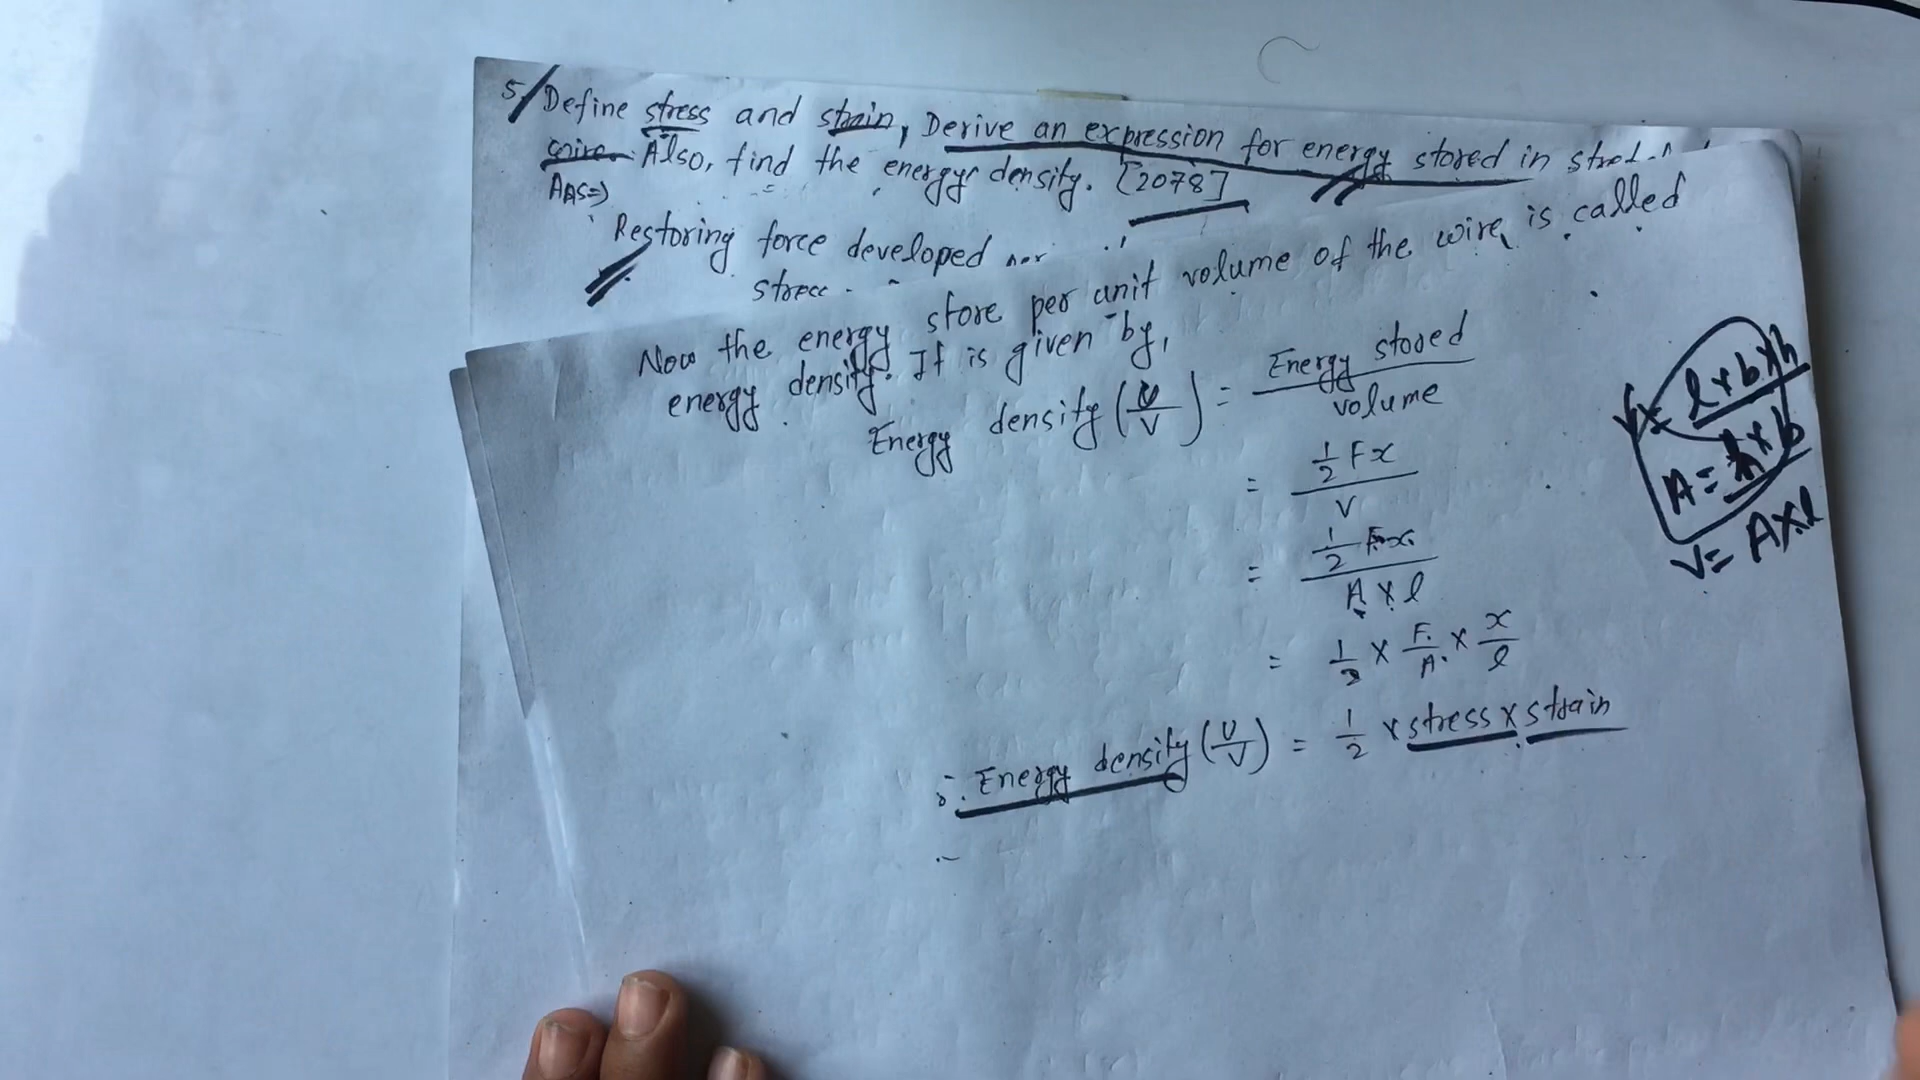 5. Define stress and strain, Derive an expression for energy stored in
wire. Also, find the energy density. [2078]
Ans=>
Restoring force developed
Now the energy store per unit volume of the wire is called
energy density. It is given by,
Energy density (U/V) = Energy stored / volume
= 1/2 Fx / V
= 1/2 F.x. / A × l
= 1/2 × F/A × x/l
∴ Energy density (U/V) = 1/2 × stress × strain
V = l × b × h
A = h × b
V = A × l